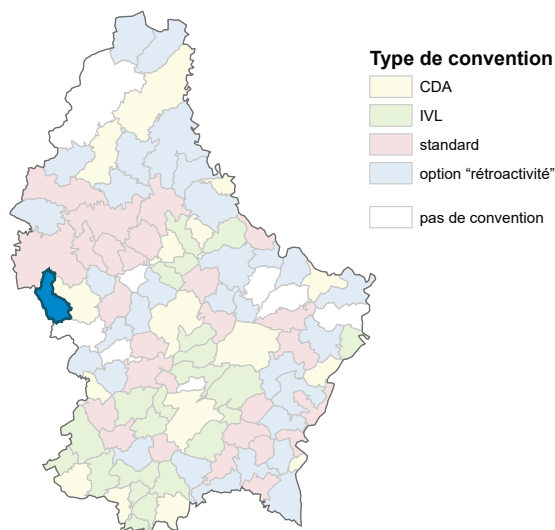 Type de convention
CDA
IVL
standard
option “rétroactivité”
pas de convention